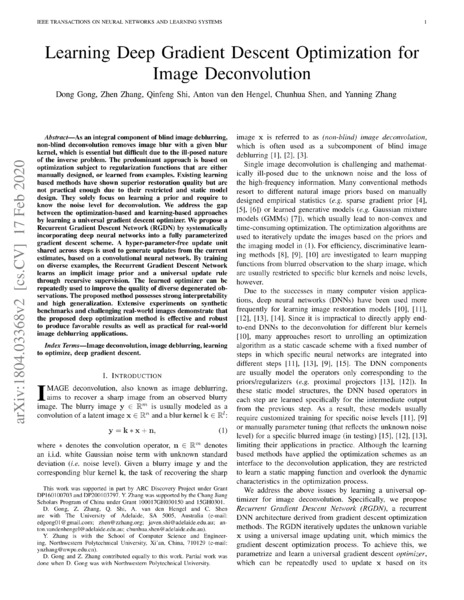 IEEE TRANSACTIONS ON NEURAL NETWORKS AND LEARNING SYSTEMS 1
Learning Deep Gradient Descent Optimization for
Image Deconvolution
Dong Gong, Zhen Zhang, Qinfeng Shi, Anton van den Hengel, Chunhua Shen, and Yanning Zhang
arXiv:1804.03368v2 [cs.CV] 17 Feb 2020
Abstract—As an integral component of blind image deblurring,
non-blind deconvolution removes image blur with a given blur
kernel, which is essential but difficult due to the ill-posed nature
of the inverse problem. The predominant approach is based on
optimization subject to regularization functions that are either
manually designed, or learned from examples. Existing learning
based methods have shown superior restoration quality but are
not practical enough due to their restricted and static model
design. They solely focus on learning a prior and require to
know the noise level for deconvolution. We address the gap
between the optimization-based and learning-based approaches
by learning a universal gradient descent optimizer. We propose a
Recurrent Gradient Descent Network (RGDN) by systematically
incorporating deep neural networks into a fully parameterized
gradient descent scheme. A hyper-parameter-free update unit
shared across steps is used to generate updates from the current
estimates, based on a convolutional neural network. By training
on diverse examples, the Recurrent Gradient Descent Network
learns an implicit image prior and a universal update rule
through recursive supervision. The learned optimizer can be
repeatedly used to improve the quality of diverse degenerated observations.
The proposed method possesses strong interpretability
and high generalization. Extensive experiments on synthetic
benchmarks and challenging real-world images demonstrate that
the proposed deep optimization method is effective and robust
to produce favorable results as well as practical for real-world
image deblurring applications.
Index Terms—Image deconvolution, image deblurring, learning
to optimize, deep gradient descent.
I. INTRODUCTION
IMAGE deconvolution, also known as image deblurring,
aims to recover a sharp image from an observed blurry
image. The blurry image y ∈ ℝᵐ is usually modeled as a
convolution of a latent image x ∈ ℝⁿ and a blur kernel k ∈ ℝˡ:
y = k ∗ x + n, (1)
where ∗ denotes the convolution operator, n ∈ ℝᵐ denotes
an i.i.d. white Gaussian noise term with unknown standard
deviation (i.e. noise level). Given a blurry image y and the
corresponding blur kernel k, the task of recovering the sharp
This work was supported in part by ARC Discovery Project under Grant
DP160100703 and DP200103797. Y. Zhang was supported by the Chang Jiang
Scholars Program of China under Grant 100017GH030150 and 15GH0301.
D. Gong, Z. Zhang, Q. Shi, A. van den Hengel and C. Shen
are with The University of Adelaide, SA 5005, Australia (e-mail:
edgong01@gmail.com; zhen@zzhang.org; javen.shi@adelaide.edu.au; anton.vandenhengel@adelaide.edu.au;
chunhua.shen@adelaide.edu.au).
Y. Zhang is with the School of Computer Science and Engineering,
Northwestern Polytechnical University, Xi'an, China, 710129 (e-mail:
ynzhang@nwpu.edu.cn).
D. Gong and Z. Zhang contributed equally to this work. Partial work was
done when D. Gong was with Northwestern Polytechnical University.
image x is referred to as (non-blind) image deconvolution,
which is often used as a subcomponent of blind image
deblurring [1], [2], [3].
Single image deconvolution is challenging and mathematically
ill-posed due to the unknown noise and the loss of
the high-frequency information. Many conventional methods
resort to different natural image priors based on manually
designed empirical statistics (e.g. sparse gradient prior [4],
[5], [6]) or learned generative models (e.g. Gaussian mixture
models (GMMs) [7]), which usually lead to non-convex and
time-consuming optimization. The optimization algorithms are
used to iteratively update the images based on the priors and
the imaging model in (1). For efficiency, discriminative learning
methods [8], [9], [10] are investigated to learn mapping
functions from blurred observation to the sharp image, which
are usually restricted to specific blur kernels and noise levels,
however.
Due to the successes in many computer vision applications,
deep neural networks (DNNs) have been used more
frequently for learning image restoration models [10], [11],
[12], [13], [14]. Since it is impractical to directly apply end-
to-end DNNs to the deconvolution for different blur kernels
[10], many approaches resort to unrolling an optimization
algorithm as a static cascade scheme with a fixed number of
steps in which specific neural networks are integrated into
different steps [11], [13], [9], [15]. The DNN components
are usually model the operators only corresponding to the
priors/regularizers (e.g. proximal projectors [13], [12]). In
these static model structures, the DNN based operators in
each step are learned specifically for the intermediate output
from the previous step. As a result, these models usually
require customized training for specific noise levels [11], [9]
or manually parameter tuning (that reflects the unknown noise
level) for a specific blurred image (in testing) [15], [12], [13],
limiting their applications in practice. Although the learning
based methods have applied the optimization schemes as an
interface to the deconvolution application, they are restricted
to learn a static mapping function and overlook the dynamic
characteristics in the optimization process.
We address the above issues by learning a universal optimizer
for image deconvolution. Specifically, we propose
Recurrent Gradient Descent Network (RGDN), a recurrent
DNN architecture derived from gradient descent optimization
methods. The RGDN iteratively updates the unknown variable
x using a universal image updating unit, which mimics the
gradient descent optimization process. To achieve this, we
parametrize and learn a universal gradient descent optimizer,
which can be repeatedly used to update x based on its